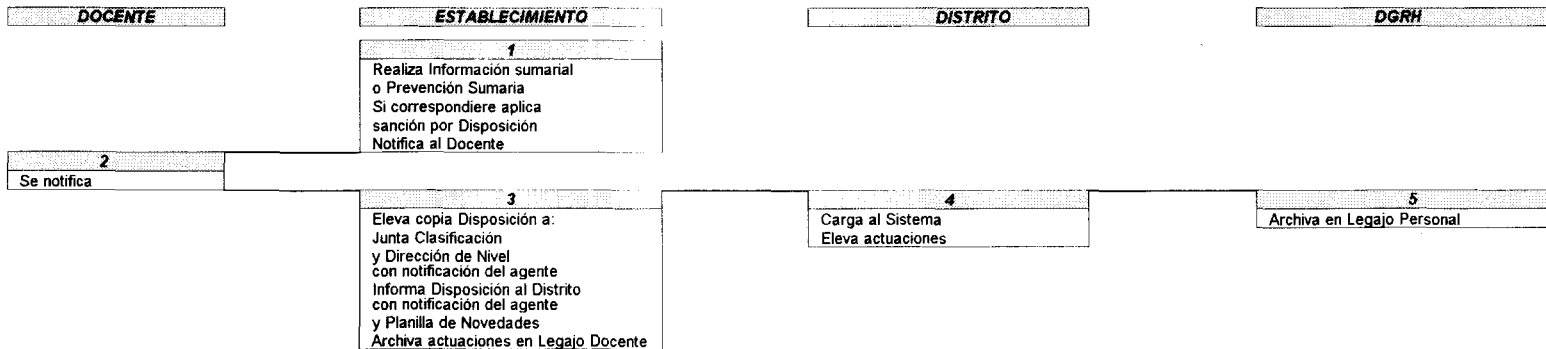 DOCENTE
ESTABLECIMIENTO
DISTRITO
DGRH
1
Realiza Información sumarial
o Prevención Sumaria
Si correspondiere aplica
sanción por Disposición
Notifica al Docente
2
Se notifica
3
Eleva copia Disposición a:
Junta Clasificación
y Dirección de Nivel
con notificación del agente
Informa Disposición al Distrito
con notificación del agente
y Planilla de Novedades
Archiva actuaciones en Legajo Docente
4
Carga al Sistema
Eleva actuaciones
5
Archiva en Legajo Personal